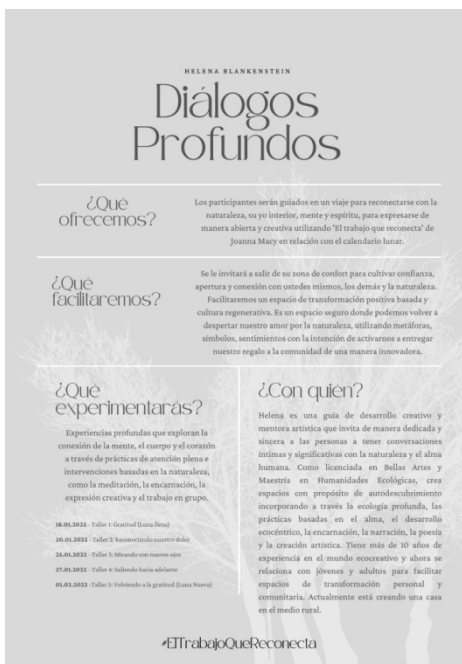 HELENA BLANKENSTEIN
Diálogos
Profundos
¿Qué
ofrecemos?
Los participantes serán guiados en un viaje para reconectarse con la
naturaleza, su yo interior, mente y espíritu, para expresarse de
manera abierta y creativa utilizando 'El trabajo que reconecta' de
Joanna Macy en relación con el calendario lunar.
¿Qué
facilitaremos?
Se le invitará a salir de su zona de confort para cultivar confianza,
apertura y conexión con ustedes mismos, los demás y la naturaleza.
Facilitaremos un espacio de transformación positiva basada y
cultura regenerativa. Es un espacio seguro donde podemos volver a
despertar nuestro amor por la naturaleza, utilizando metáforas,
símbolos, sentimientos con la intención de activarnos a entregar
nuestro regalo a la comunidad de una manera innovadora.
¿Qué
experimentarás?
Experiencias profundas que exploran la
conexión de la mente, el cuerpo y el corazón
a través de prácticas de atención plena e
intervenciones basadas en la naturaleza,
como la meditación, la encarnación, la
expresión creativa y el trabajo en grupo.
18.01.2022 - Taller 1: Gratitud (Luna llena)
20.01.2022 - Taller 2: Reconociendo nuestro dolor
25.01.2022 - Taller 3: Mirando con nuevos ojos
27.01.2022 - Taller 4: Saliendo hacia adelante
01.02.2022 - Taller 5: Volviendo a la gratitud (Luna Nueva)
¿Con quién?
Helena es una guía de desarrollo creativo y
mentora artística que invita de manera dedicada y
sincera a las personas a tener conversaciones
íntimas y significativas con la naturaleza y el alma
humana. Como licenciada en Bellas Artes y
Maestría en Humanidades Ecológicas, crea
espacios con propósito de autodescubrimiento
incorporando a través la ecología profunda, las
prácticas basadas en el alma, el desarrollo
ecocéntrico, la encarnación, la narración, la poesía
y la creación artística. Tiene más de 10 años de
experiencia en el mundo ecocreativo y ahora se
relaciona con jóvenes y adultos para facilitar
espacios de transformación personal y
comunitaria. Actualmente está creando una casa
en el medio rural.
#ElTrabajoQueReconecta